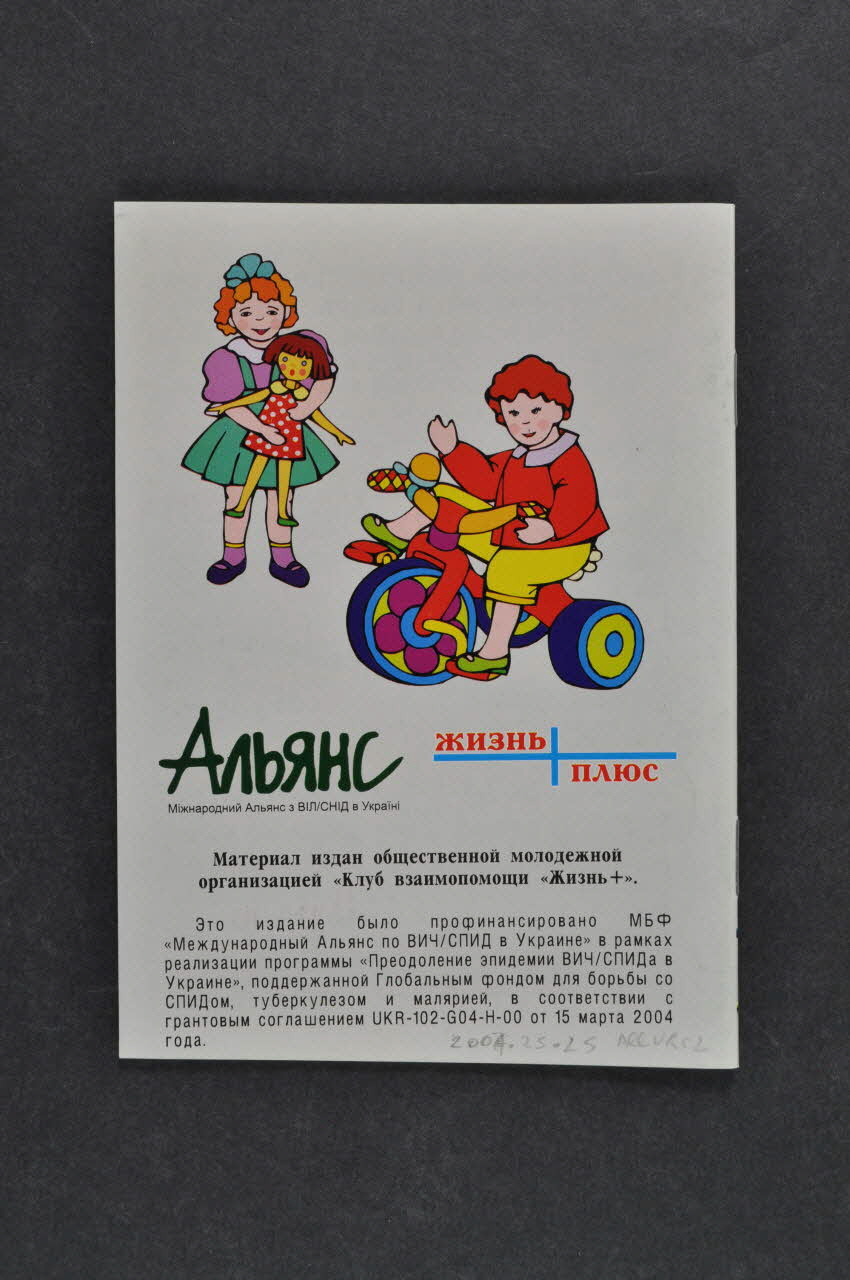 Альянс
Міжнародний Альянс з ВІЛ/СНІД в Україні
ЖИЗНЬ
ПЛЮС
Материал издан общественной молодежной
организацией «Клуб взаимопомощи «Жизнь+».
Это издание было профинансировано МБФ
«Международный Альянс по ВИЧ/СПИД в Украине» в рамках
реализации программы «Преодоление эпидемии ВИЧ/СПИДа в
Украине», поддержанной Глобальным фондом для борьбы со
СПИДом, туберкулезом и малярией, в соответствии с
грантовым соглашением UKR-102-G04-H-00 от 15 марта 2004
года.